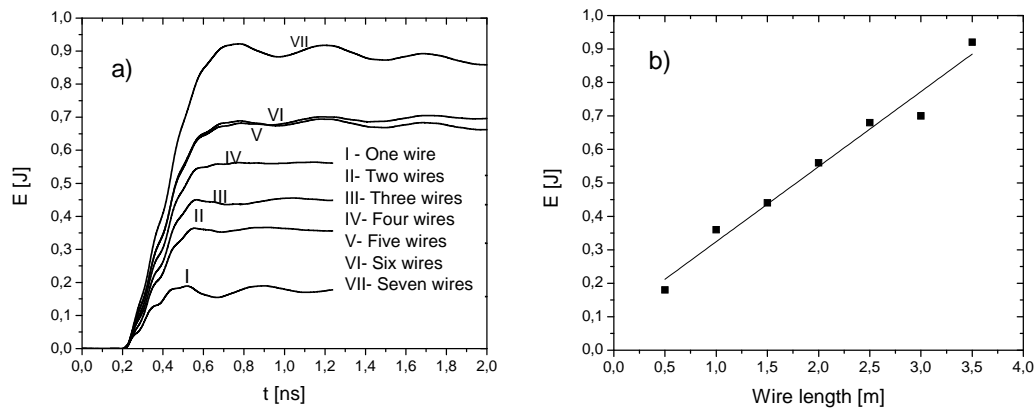 a)
E [J]
1,0
0,9
0,8
0,7
0,6
0,5
0,4
0,3
0,2
0,1
0,0
VII
VI
V
IV
III
II
I
I - One wire
II- Two wires
III- Three wires
IV- Four wires
V- Five wires
VI- Six wires
VII- Seven wires
0,0 0,2 0,4 0,6 0,8 1,0 1,2 1,4 1,6 1,8 2,0
t [ns]
b)
E [J]
1,0
0,9
0,8
0,7
0,6
0,5
0,4
0,3
0,2
0,1
0,0
0,0 0,5 1,0 1,5 2,0 2,5 3,0 3,5 4,0
Wire length [m]